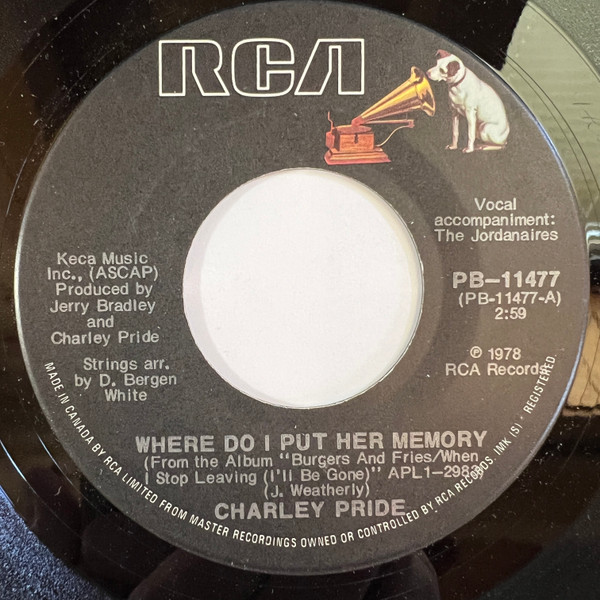 RCA
Vocal
accompaniment:
The Jordanaires
Keca Music
Inc., (ASCAP)
Produced by
Jerry Bradley
and
Charley Pride
Strings arr.
by D. Bergen
White
PB-11477
(PB-11477-A)
2:59
℗ 1978
RCA Records
WHERE DO I PUT HER MEMORY
(From the Album "Burgers And Fries/When
I Stop Leaving (I'll Be Gone)" APL1-2983)
(J. Weatherly)
CHARLEY PRIDE
MADE IN CANADA BY RCA LIMITED FROM MASTER RECORDINGS OWNED OR CONTROLLED BY RCA RECORDS. tMK(S) • REGISTERED.